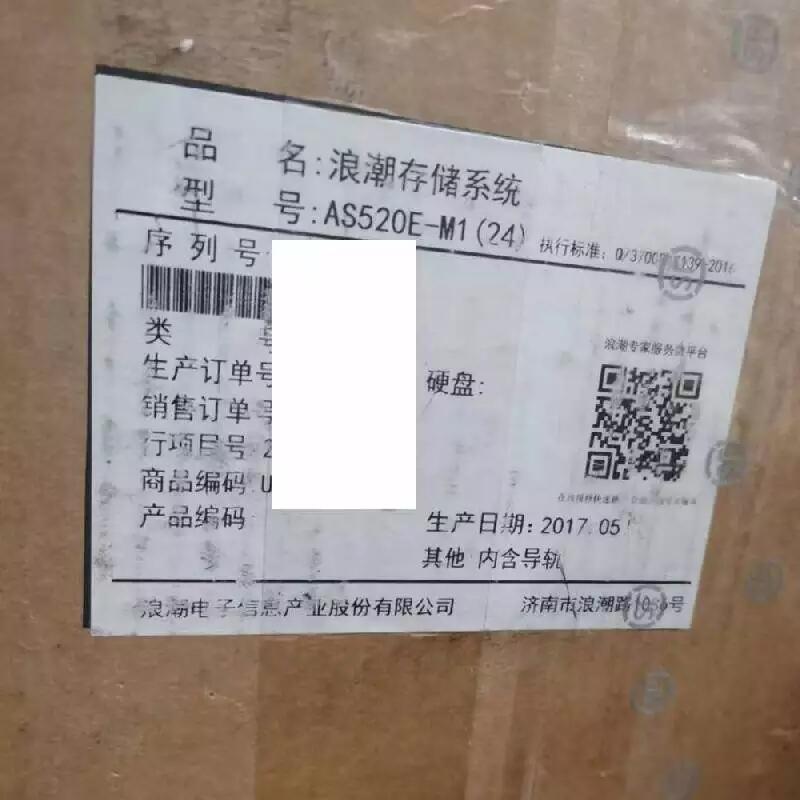 品 名:浪潮存储系统
型 号:AS520E-M1(24)
执行标准:
序列号
类
生产订单号
销售订单号
行项目号 2
商品编码 U
产品编码
硬盘:
浪潮专家服务微平台
生产日期:2017.05
其他 内含导轨
浪潮电子信息产业股份有限公司
济南市浪潮路1036号